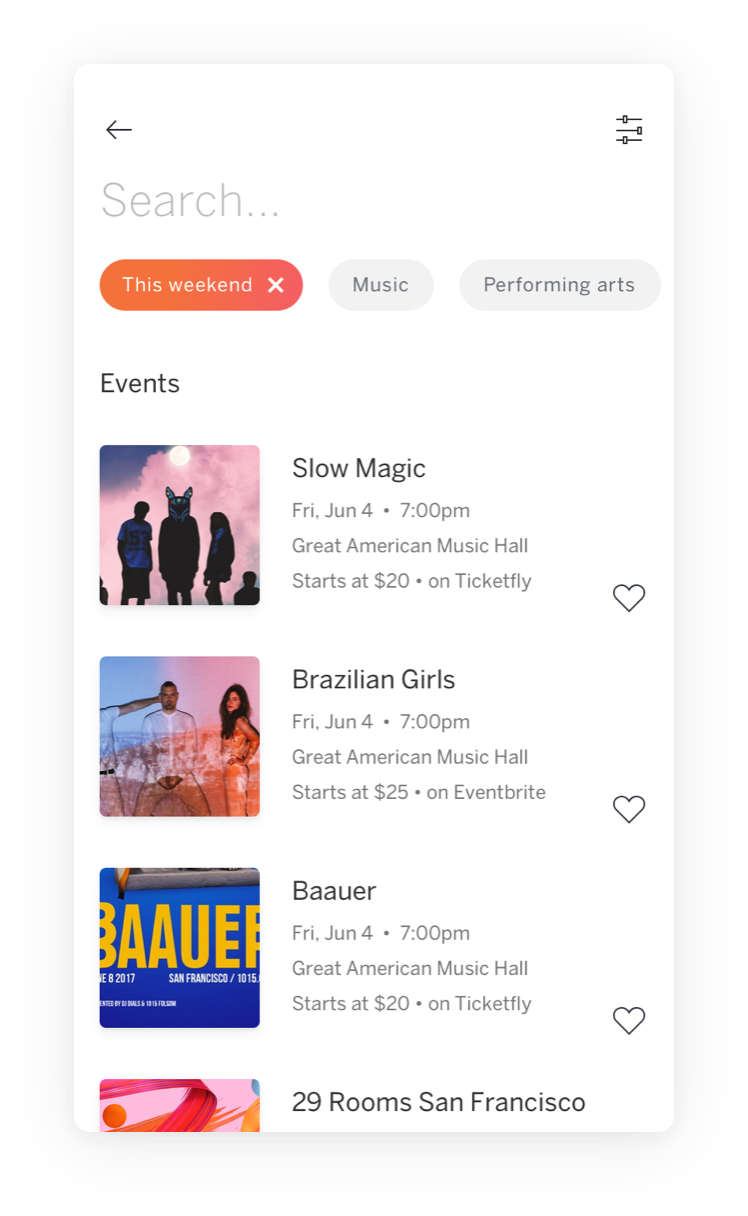 Search...
This weekend
Music
Performing arts
Events
Slow Magic
Fri, Jun 4 • 7:00pm
Great American Music Hall
Starts at $20 • on Ticketfly
Brazilian Girls
Fri, Jun 4 • 7:00pm
Great American Music Hall
Starts at $25 • on Eventbrite
BAAUER
NE 8 2017 SAN FRANCISCO / 1015.
ENTED BY DJ DIALS & 1015 FOLSOM
Baauer
Fri, Jun 4 • 7:00pm
Great American Music Hall
Starts at $20 • on Ticketfly
29 Rooms San Francisco